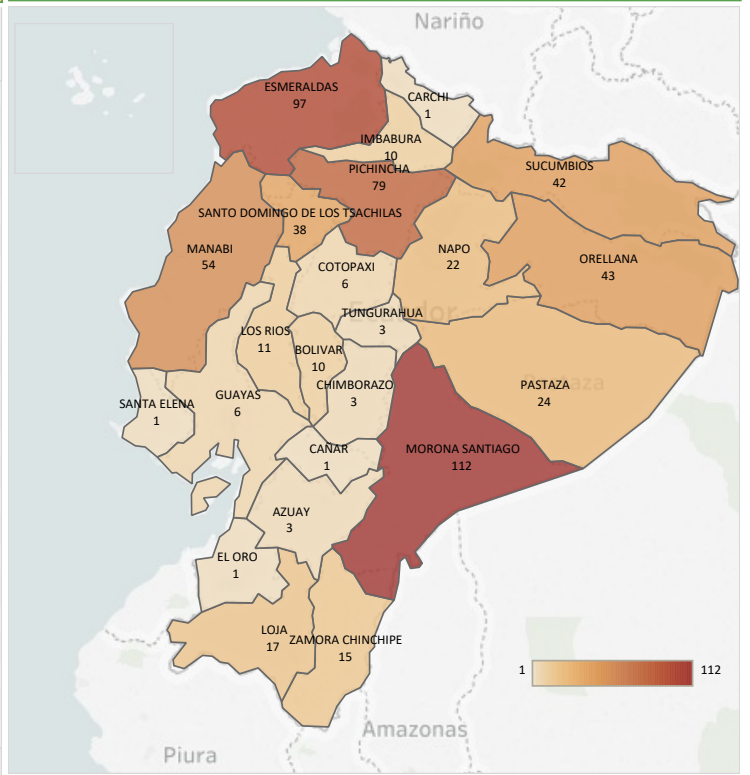 Nariño
ESMERALDAS
97
CARCHI
1
IMBABURA
10
PICHINCHA
79
SUCUMBIOS
42
SANTO DOMINGO DE LOS TSACHILAS
38
MANABI
54
NAPO
22
ORELLANA
43
COTOPAXI
6
Ecuador
TUNGURAHUA
3
LOS RIOS
11
BOLIVAR
10
CHIMBORAZO
3
Pastaza
PASTAZA
24
SANTA ELENA
1
GUAYAS
6
CAÑAR
1
MORONA SANTIAGO
112
AZUAY
3
EL ORO
1
LOJA
17
ZAMORA CHINCHIPE
15
1
112
Amazonas
Piura